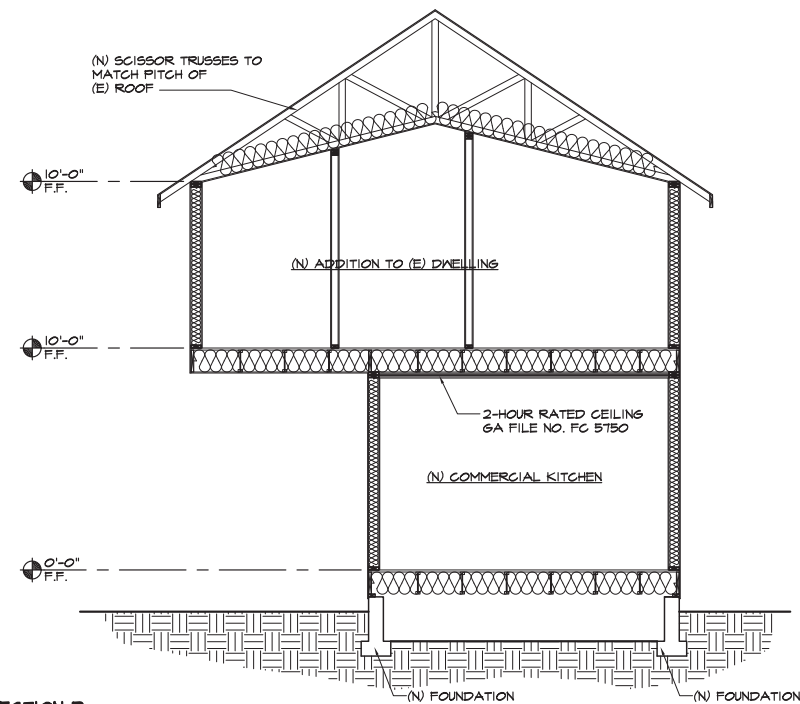 (N) SCISSOR TRUSSES TO
MATCH PITCH OF
(E) ROOF
10'-0"
F.F.
(N) ADDITION TO (E) DWELLING
10'-0"
F.F.
2-HOUR RATED CEILING
GA FILE NO. FC 5750
(N) COMMERCIAL KITCHEN
0'-0"
F.F.
(N) FOUNDATION
(N) FOUNDATION